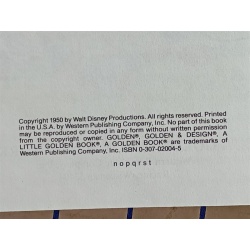 Copyright 1950 by Walt Disney Productions. All rights reserved. Printed
in the U.S.A. by Western Publishing Company, Inc. No part of this book
may be reproduced or copied in any form without written permission
from the copyright owner. GOLDEN®, GOLDEN & DESIGN®, A
LITTLE GOLDEN BOOK®, A GOLDEN BOOK® are trademarks of
Western Publishing Company, Inc. ISBN 0-307-02004-5
n o p q r s t